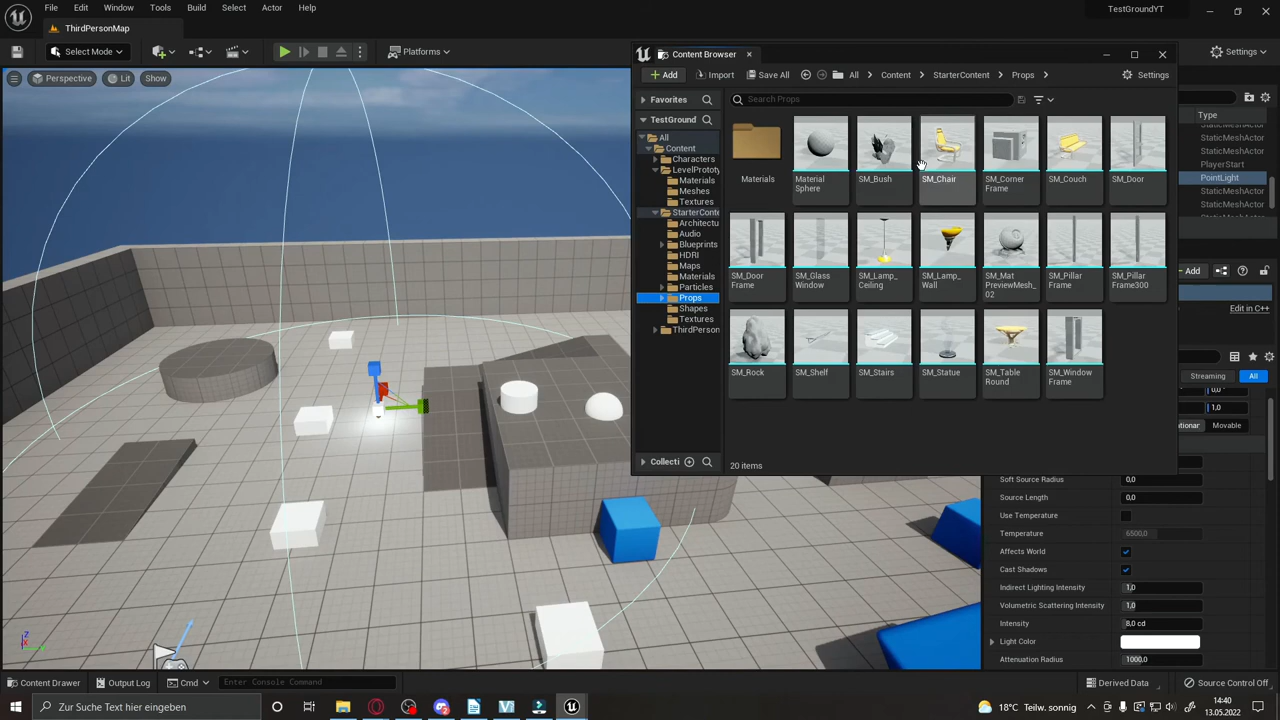 File Edit Window Tools Build Select Actor Help
TestGroundYT
ThirdPersonMap
Select Mode
Platforms
Settings
Perspective Lit Show
Content Browser
Add Import Save All All Content StarterContent Props Settings
Favorites
Search Props
TestGround
All
Content
Characters
LevelPrototy
Materials
Meshes
Textures
StarterConte
Architectu
Audio
Blueprints
HDRI
Maps
Materials
Particles
Props
Shapes
Textures
ThirdPerson
Collecti
Materials
Material
Sphere
SM_Bush
SM_Chair
SM_Corner
Frame
SM_Couch
SM_Door
SM_Door
Frame
SM_Glass
Window
SM_Lamp_
Ceiling
SM_Lamp_
Wall
SM_Mat
PreviewMesh_
02
SM_Pillar
Frame
SM_Pillar
Frame300
SM_Rock
SM_Shelf
SM_Stairs
SM_Statue
SM_Table
Round
SM_Window
Frame
20 items
Type
StaticMeshActor
StaticMeshActor
PlayerStart
PointLight
StaticMeshActor
StaticMeshActor
Add
Edit in C++
Streaming All
0,0°
1,0
Movable
Soft Source Radius 0,0
Source Length 0,0
Use Temperature
Temperature 6500,0
Affects World
Cast Shadows
Indirect Lighting Intensity 1,0
Volumetric Scattering Intensity 1,0
Intensity 8,0 cd
Light Color
Attenuation Radius 1000,0
Content Drawer Output Log Cmd Enter Console Command
Derived Data Source Control Off
Zur Suche Text hier eingeben
18°C Teilw. sonnig
14:40
13.05.2022